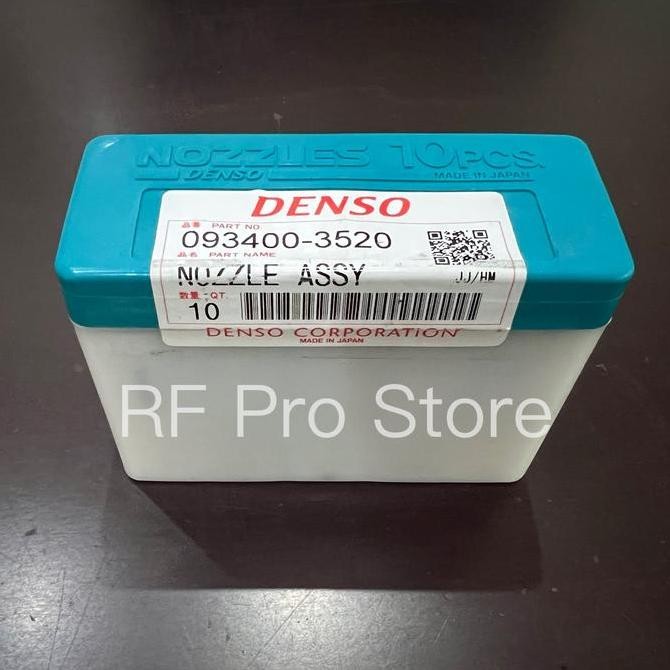 NOZZLES 10PCS.
DENSO
MADE IN JAPAN
DENSO
品番 PART NO.
093400-3520
品名 PART NAME
NOZZLE ASSY JJ/HM
数量 QT.
10
DENSO CORPORATION
MADE IN JAPAN
RF Pro Store